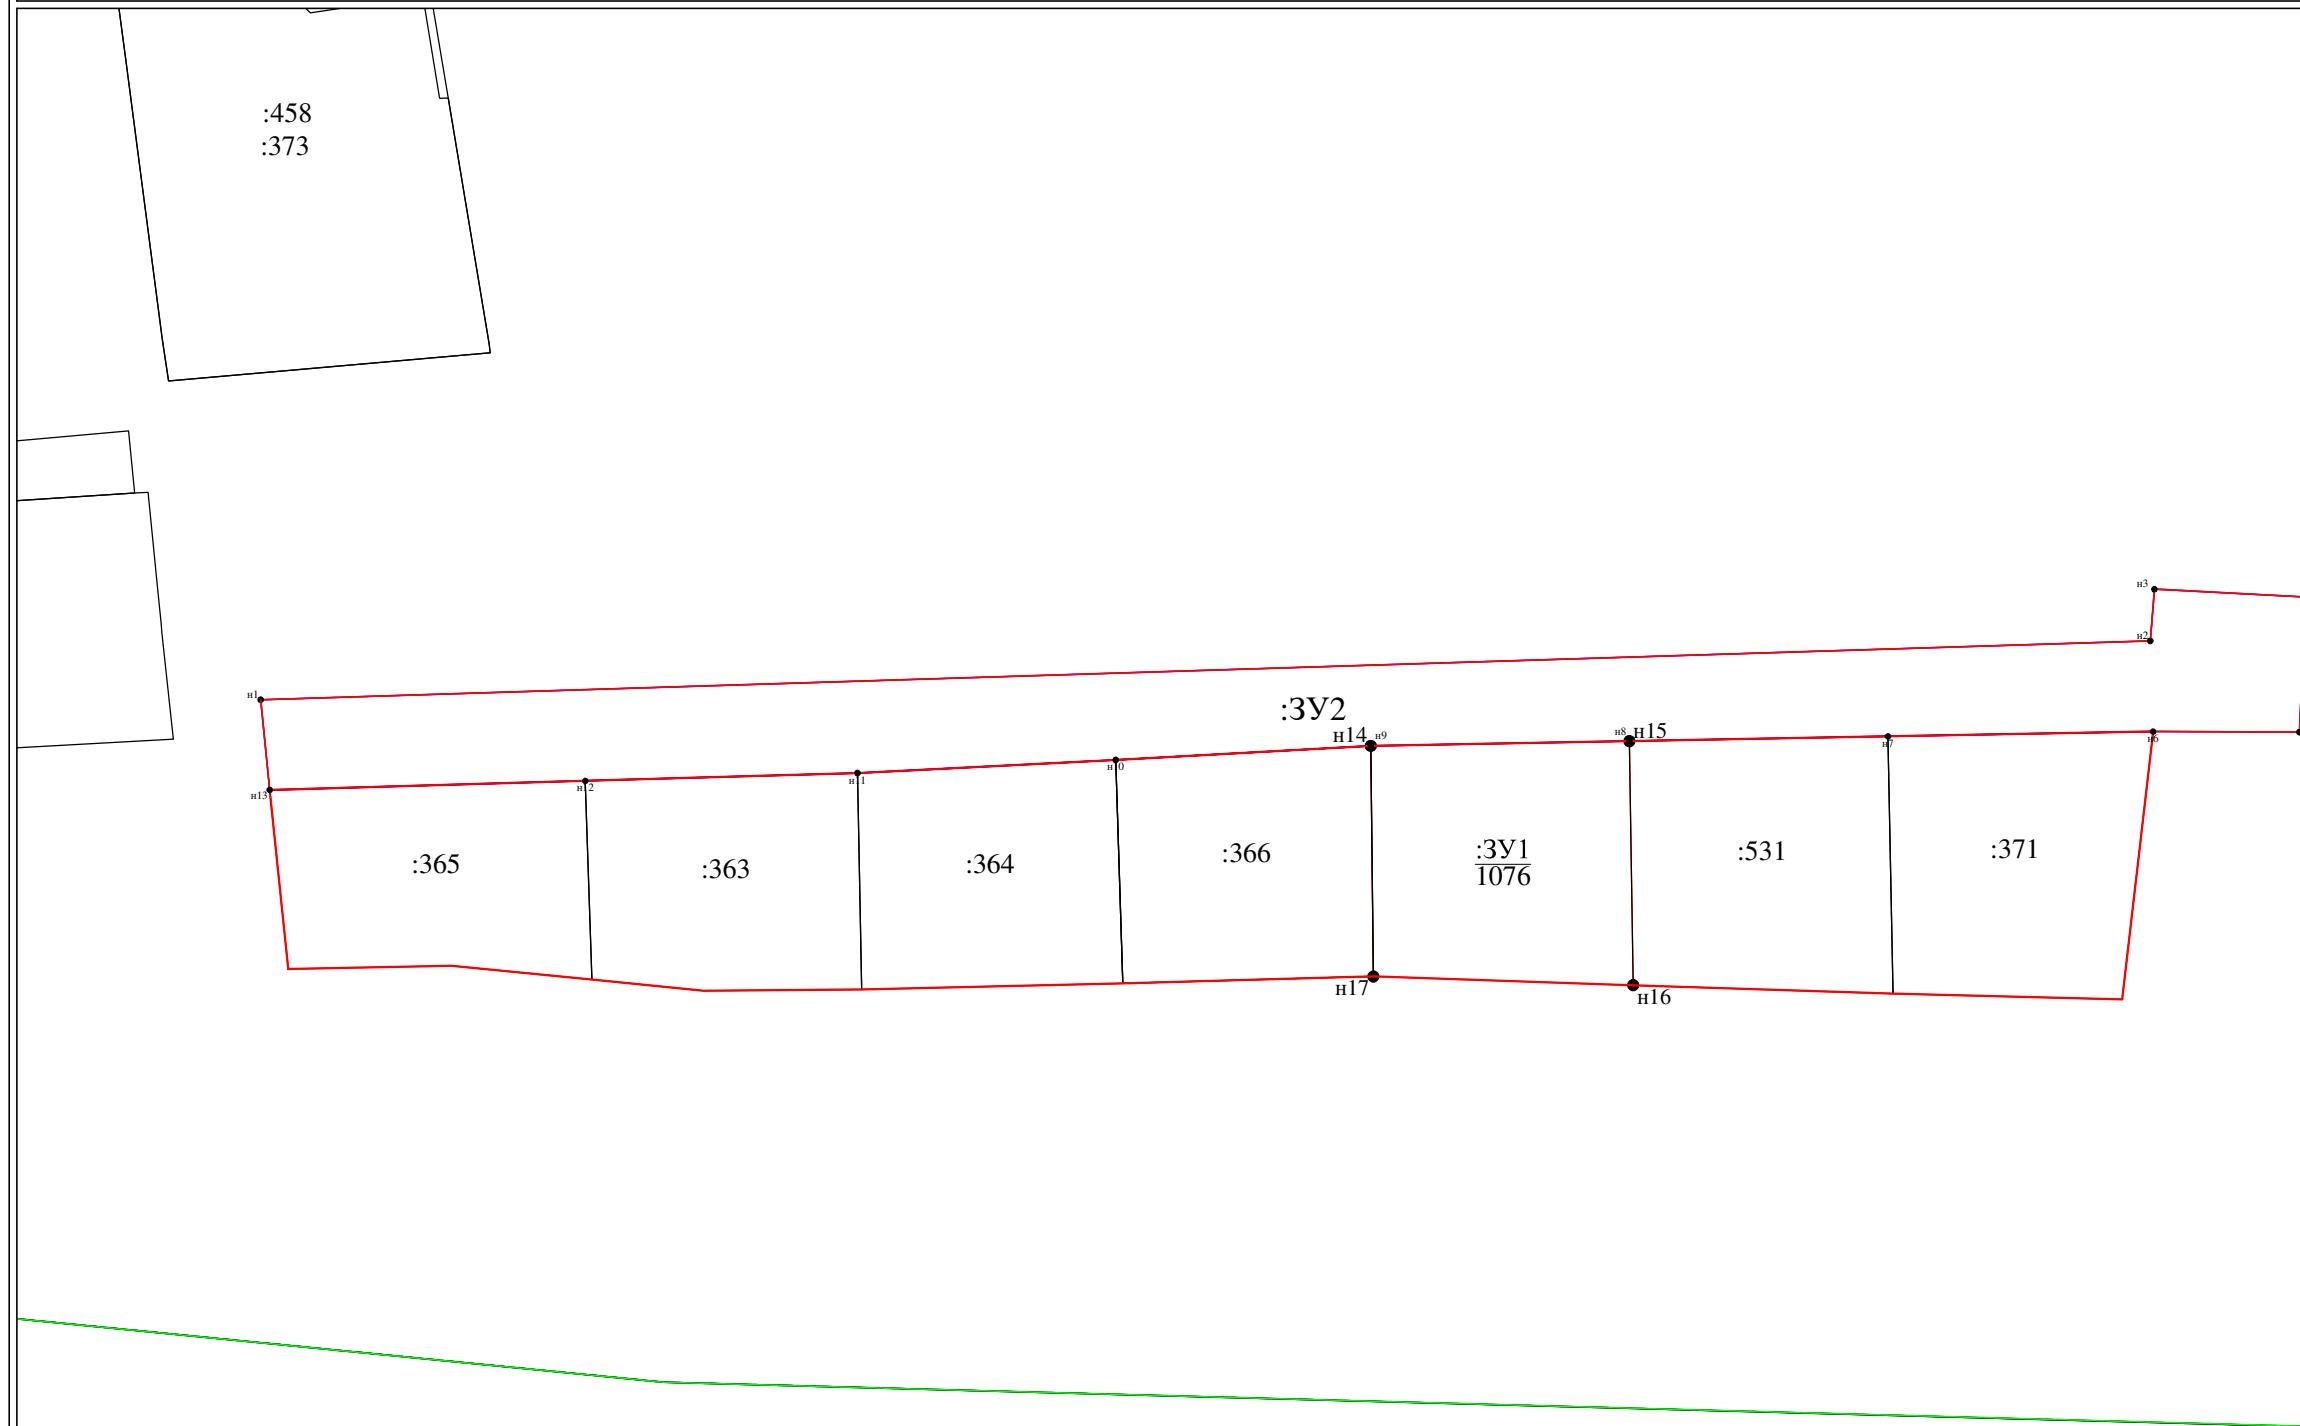 :458
:373
н3
н2
н1
:ЗУ2
н14 н9
н8 н15
н7
н6
н10
н11
н12
н13
:365
:363
:364
:366
:ЗУ1
1076
:531
:371
н17
н16